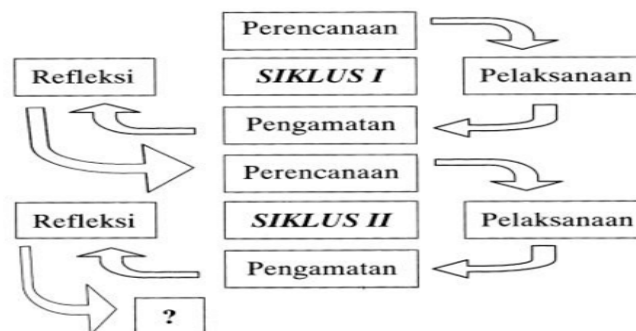 Perencanaan
Refleksi
SIKLUS I
Pelaksanaan
Pengamatan
Perencanaan
Refleksi
SIKLUS II
Pelaksanaan
Pengamatan
?